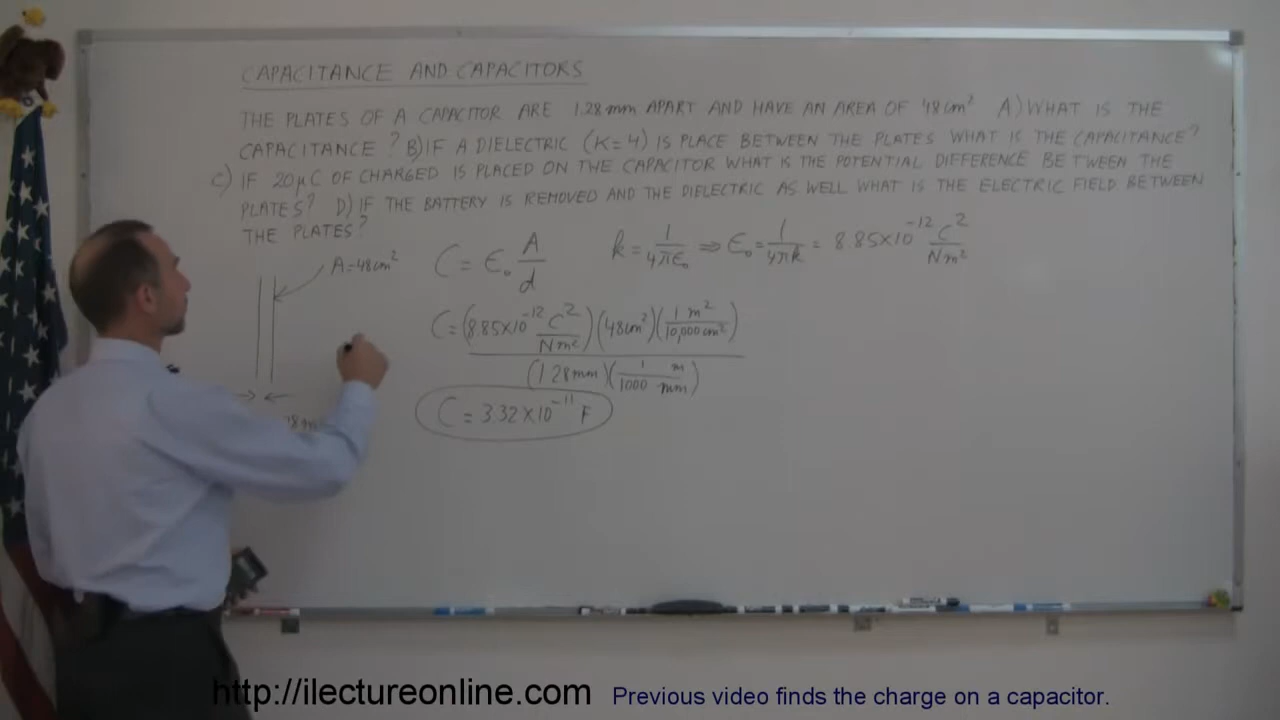 CAPACITANCE AND CAPACITORS
THE PLATES OF A CAPACITOR ARE 1.28mm APART AND HAVE AN AREA OF 48cm² A) WHAT IS THE
CAPACITANCE? B) IF A DIELECTRIC (K=4) IS PLACE BETWEEN THE PLATES WHAT IS THE CAPACITANCE?
C) IF 20μC OF CHARGED IS PLACED ON THE CAPACITOR WHAT IS THE POTENTIAL DIFFERENCE BETWEEN THE
PLATES? D) IF THE BATTERY IS REMOVED AND THE DIELECTRIC AS WELL WHAT IS THE ELECTRIC FIELD BETWEEN
THE PLATES?
A=48cm²
C = ε₀ A/d
k = 1/4πε₀ ⇒ ε₀ = 1/4πk = 8.85×10⁻¹² C²/Nm²
C = (8.85×10⁻¹² C²/Nm²)(48cm²)(1 m²/10,000 cm²)
(1.28mm)(1 m/1000 mm)
C = 3.32×10⁻¹¹ F
http://ilectureonline.com Previous video finds the charge on a capacitor.